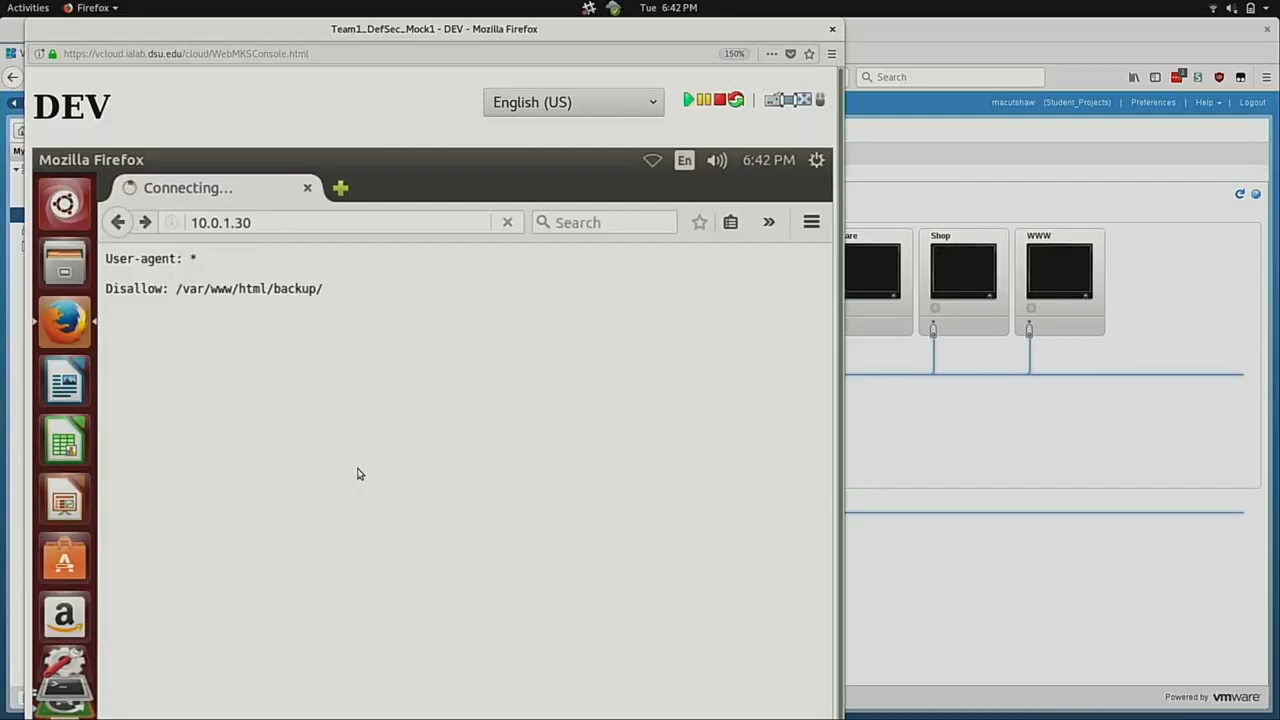 Activities
Firefox
Tue 6:42 PM
Team1_DefSec_Mock1 - DEV - Mozilla Firefox
https://vcloud.ialab.dsu.edu/cloud/WebMKSConsole.html
150%
Search
DEV
English (US)
macutshaw
(Student_Projects)
Preferences
Help
Logout
Mozilla Firefox
En
6:42 PM
My
Connecting...
10.0.1.30
Search
User-agent: *
Disallow: /var/www/html/backup/
are
Shop
WWW
Powered by vmware